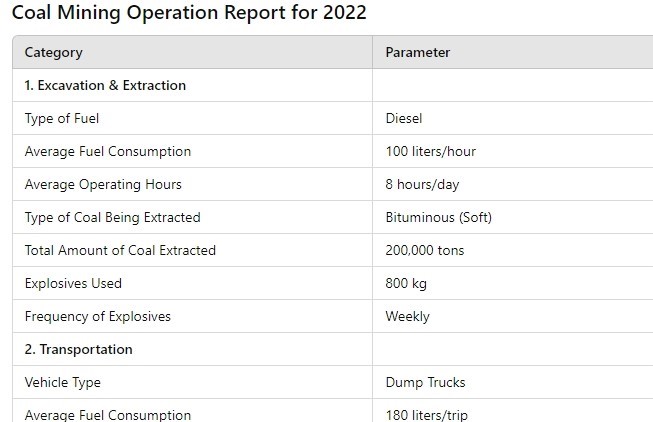 Coal Mining Operation Report for 2022
Category Parameter
1. Excavation & Extraction
Type of Fuel Diesel
Average Fuel Consumption 100 liters/hour
Average Operating Hours 8 hours/day
Type of Coal Being Extracted Bituminous (Soft)
Total Amount of Coal Extracted 200,000 tons
Explosives Used 800 kg
Frequency of Explosives Weekly
2. Transportation
Vehicle Type Dump Trucks
Average Fuel Consumption 180 liters/trip